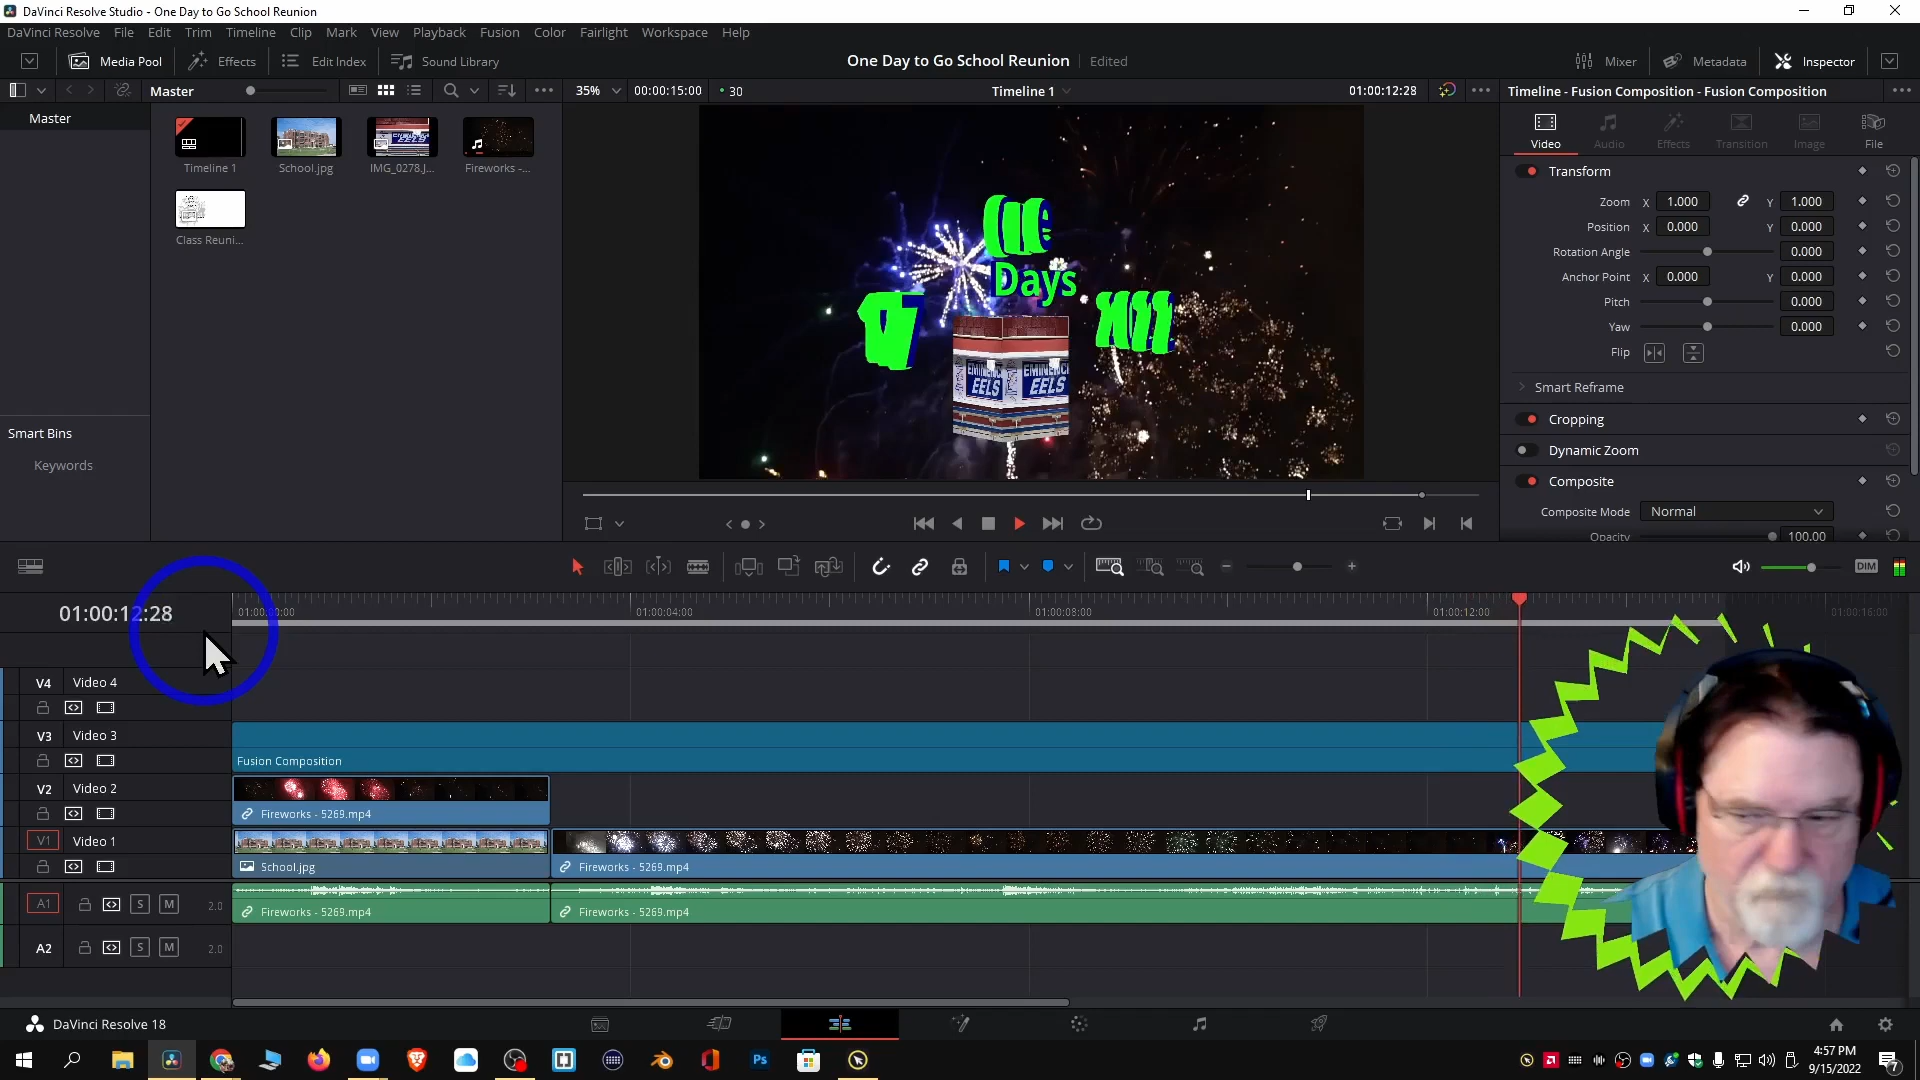 DaVinci Resolve Studio - One Day to Go School Reunion
DaVinci Resolve File Edit Trim Timeline Clip Mark View Playback Fusion Color Fairlight Workspace Help
Media Pool Effects Edit Index Sound Library One Day to Go School Reunion Edited Mixer Metadata Inspector
Master 35% 00:00:15:00 30 Timeline 1 01:00:12:28 Timeline - Fusion Composition - Fusion Composition
Master
Timeline 1 School.jpg IMG_0278.J... Fireworks -...
Class Reuni...
Smart Bins
Keywords
Days
EELS EELS
Video Audio Effects Transition Image File
Transform
Zoom X 1.000 Y 1.000
Position X 0.000 Y 0.000
Rotation Angle 0.000
Anchor Point X 0.000 Y 0.000
Pitch 0.000
Yaw 0.000
Flip
Smart Reframe
Cropping
Dynamic Zoom
Composite
Composite Mode Normal
Opacity 100.00
DIM
01:00:12:28 01:00:00:00 01:00:04:00 01:00:08:00 01:00:12:00 01:00:16:00
V4 Video 4
V3 Video 3
Fusion Composition
V2 Video 2
Fireworks - 5269.mp4
V1 Video 1
School.jpg Fireworks - 5269.mp4
A1 S M 2.0
Fireworks - 5269.mp4 Fireworks - 5269.mp4
A2 S M 2.0
DaVinci Resolve 18
Ps
4:57 PM
9/15/2022
7